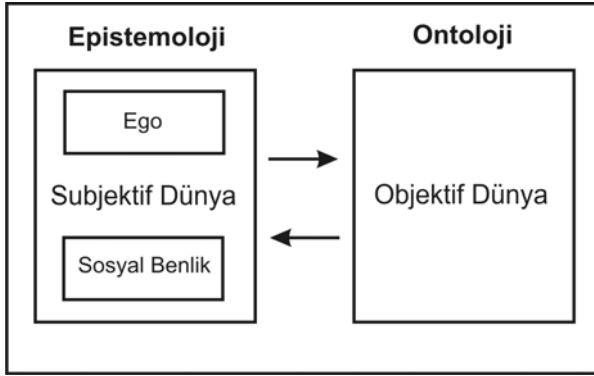 Epistemoloji
Ontoloji
Ego
Subjektif Dünya
Objektif Dünya
Sosyal Benlik